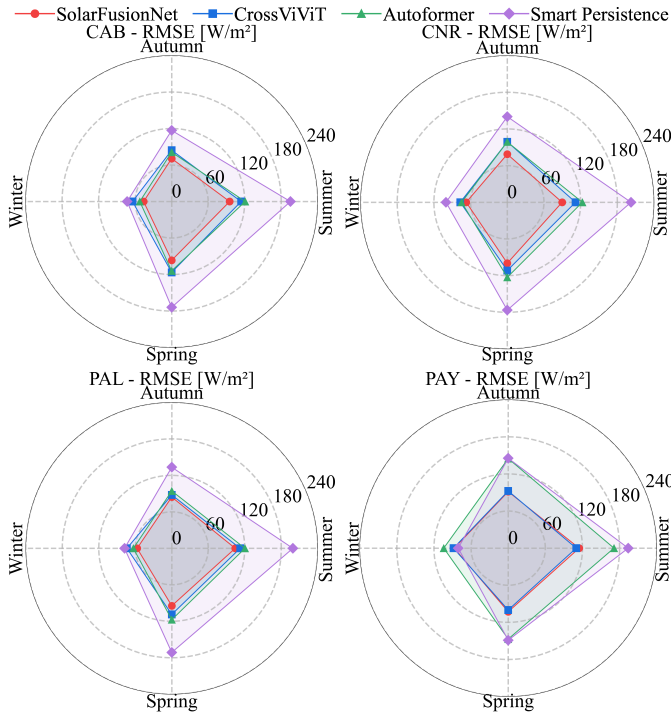 SolarFusionNet CrossViViT Autoformer Smart Persistence
CAB - RMSE [W/m²] CNR - RMSE [W/m²]
Autumn Autumn
240 240
180 180
120 120
60 60
0 0
Winter Summer Winter Summer
Spring Spring
PAL - RMSE [W/m²] PAY - RMSE [W/m²]
Autumn Autumn
240 240
180 180
120 120
60 60
0 0
Winter Summer Winter Summer
Spring Spring